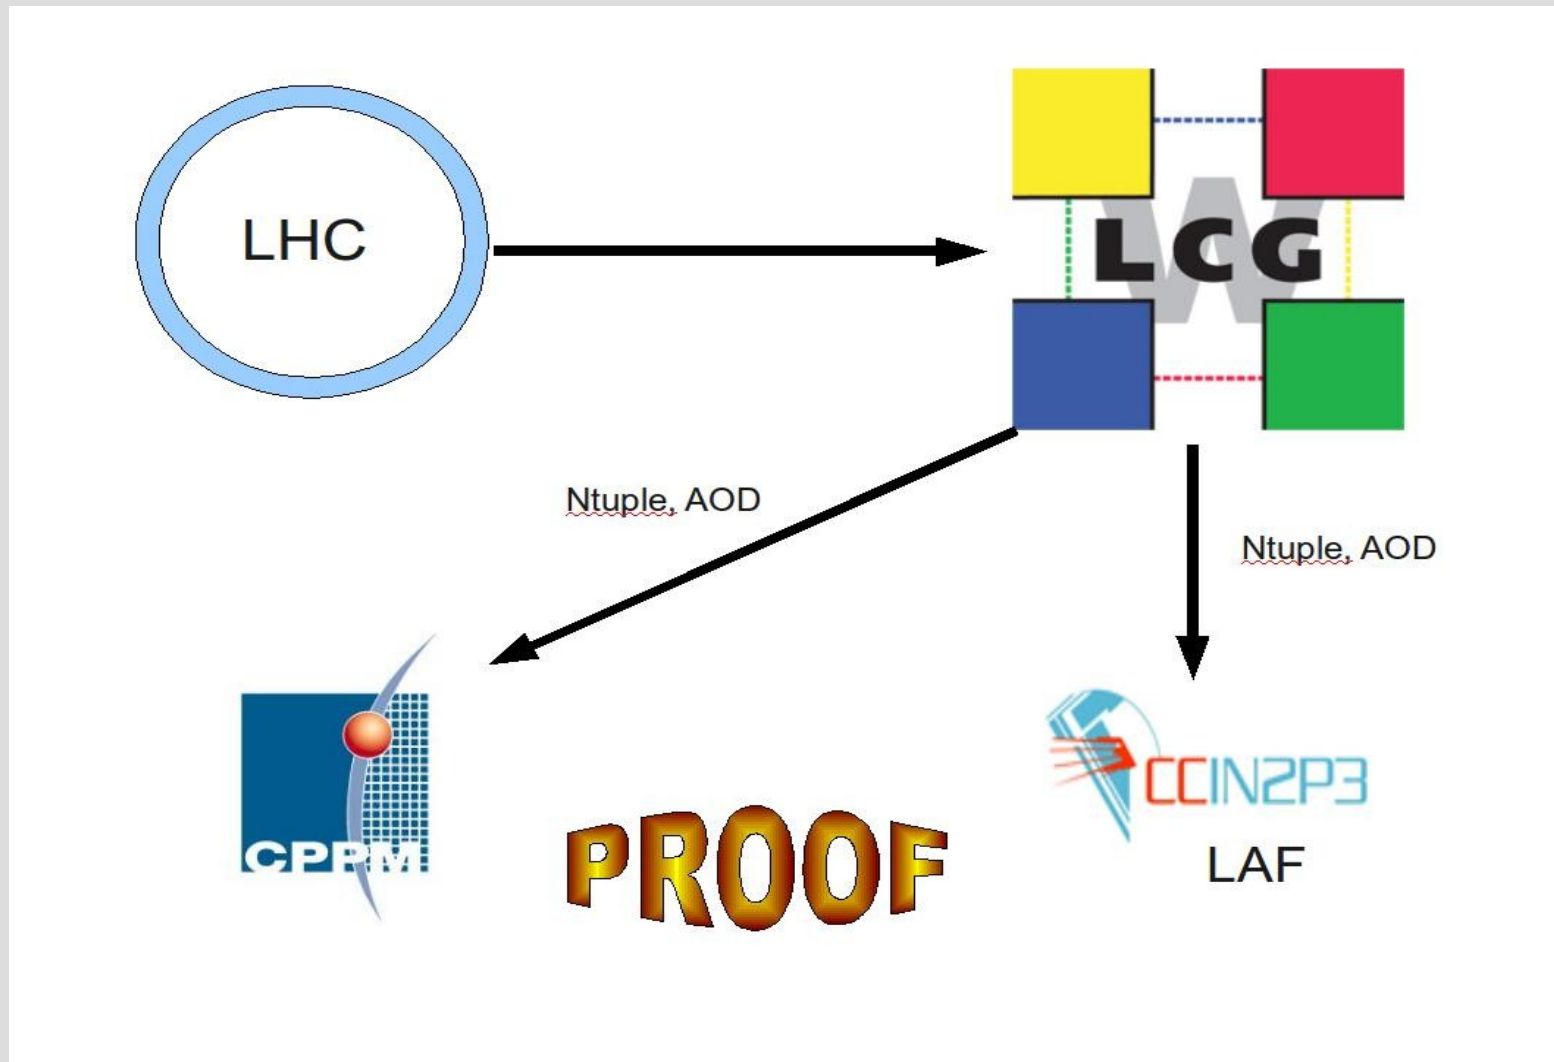 LHC
W
LCG
Ntuple, AOD
Ntuple, AOD
CPPM
PROOF
CCIN2P3
LAF